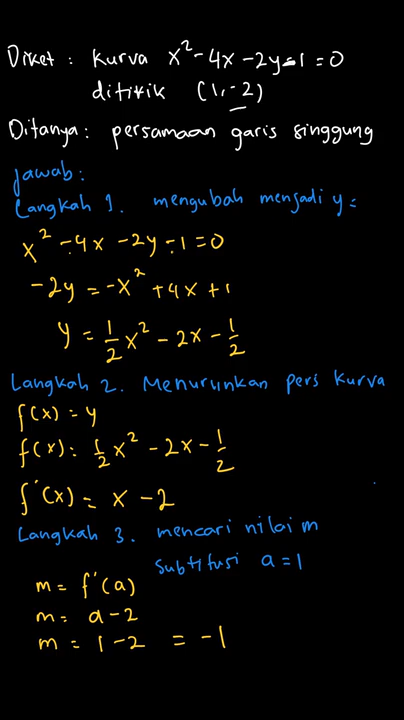 Diket : kurva x² - 4x - 2y - 1 = 0
dititik (1, -2)
Ditanya : persamaan garis singgung
jawab :
Langkah 1. mengubah menjadi y =
x² - 4x - 2y - 1 = 0
-2y = -x² + 4x + 1
y = 1/2 x² - 2x - 1/2
Langkah 2. Menurunkan pers kurva
f(x) = y
f(x) = 1/2 x² - 2x - 1/2
f'(x) = x - 2
Langkah 3. mencari nilai m
subtitusi a = 1
m = f'(a)
m = a - 2
m = 1 - 2 = -1